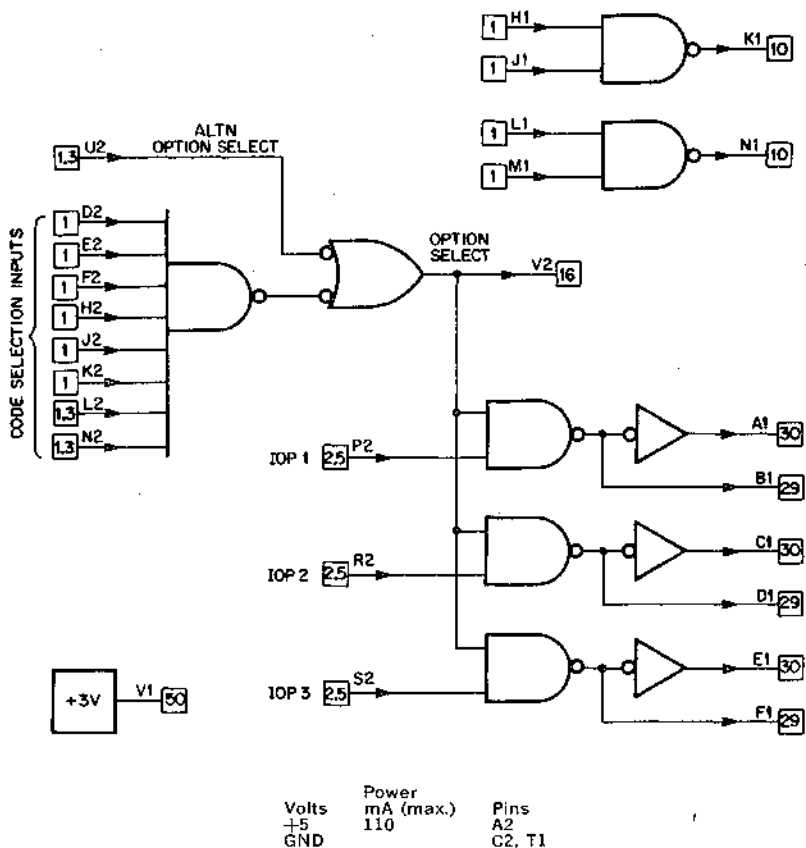 H1
1
K1
10
J1
1
L1
1
N1
10
M1
1
ALTN
OPTION SELECT
U2
1,3
CODE SELECTION INPUTS
D2
1
E2
1
F2
1
H2
1
J2
1
K2
1
L2
1,3
N2
1,3
OPTION
SELECT
V2
16
IOP 1
2.5
P2
A1
30
B1
29
IOP 2
2.5
R2
C1
30
D1
29
IOP 3
2.5
S2
E1
30
F1
29
+3V
V1
50
Power
Volts mA (max.) Pins
+5 110 A2
GND C2, T1